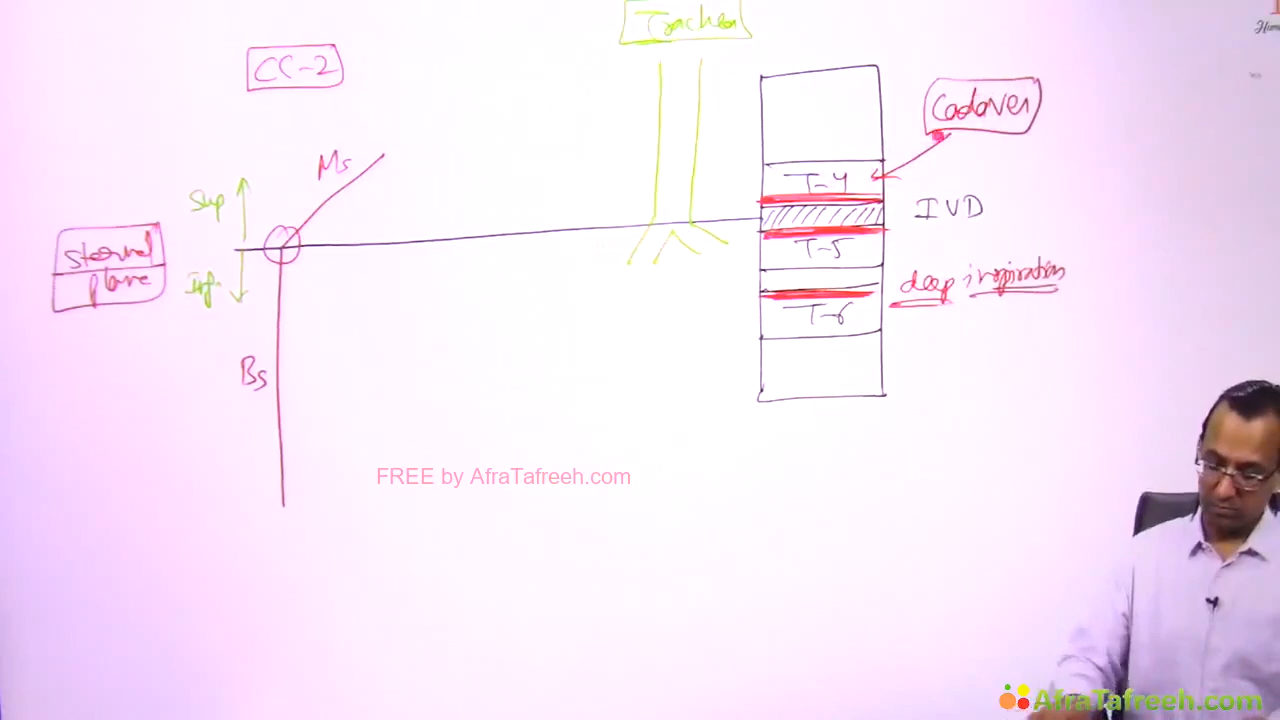 Trachea
CC-2
Cadaver
Ms
T-4
Sup
IVD
sternal
plane
T-5
Inf.
deep inspiration
T-6
Bs
FREE by AfraTafreeh.com
AfraTafreeh.com